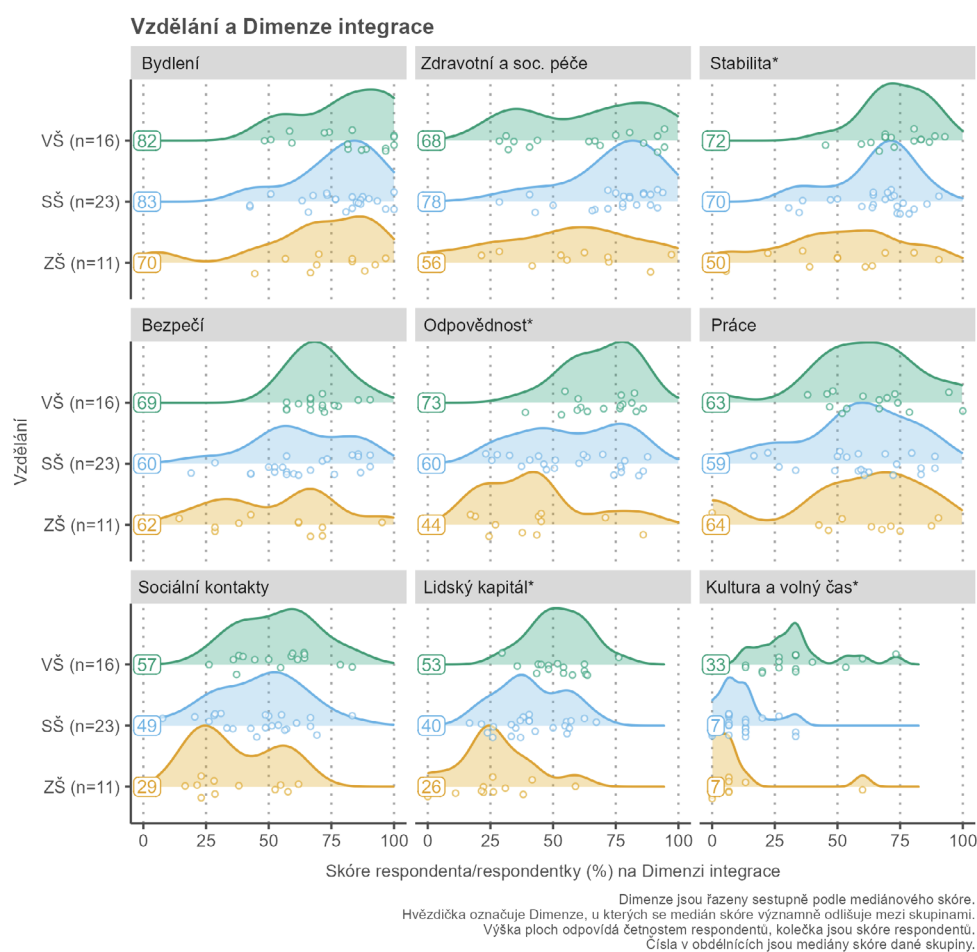 Vzdělání a Dimenze integrace
Bydlení
Zdravotní a soc. péče
Stabilita*
VŠ (n=16)
82
68
72
SŠ (n=23)
83
78
70
ZŠ (n=11)
70
56
50
Bezpečí
Odpovědnost*
Práce
VŠ (n=16)
69
73
63
SŠ (n=23)
60
60
59
ZŠ (n=11)
62
44
64
Vzdělání
Sociální kontakty
Lidský kapitál*
Kultura a volný čas*
VŠ (n=16)
57
53
33
SŠ (n=23)
49
40
7
ZŠ (n=11)
29
26
7
0 25 50 75 100
0 25 50 75 100
0 25 50 75 100
Skóre respondenta/respondentky (%) na Dimenzi integrace
Dimenze jsou řazeny sestupně podle mediánového skóre.
Hvězdička označuje Dimenze, u kterých se medián skóre významně odlišuje mezi skupinami.
Výška ploch odpovídá četnostem respondentů, kolečka jsou skóre respondentů.
Čísla v obdélnících jsou mediány skóre dané skupiny.